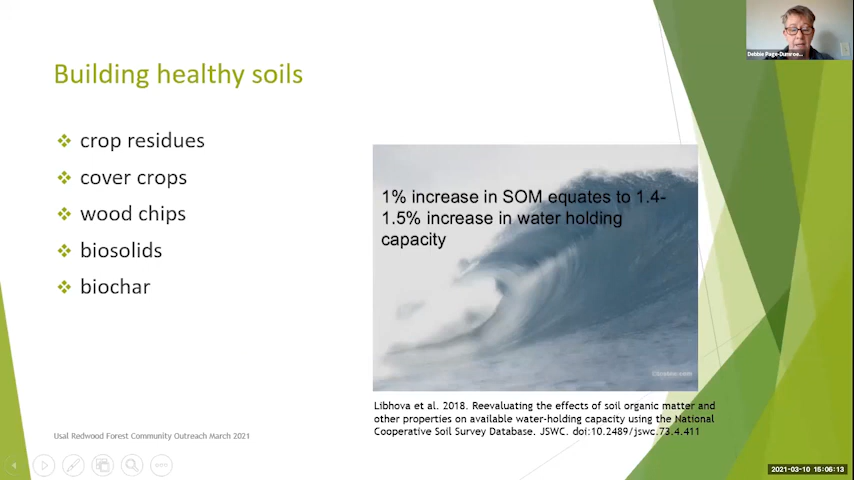 Debbie Page-Dumroe...
Building healthy soils
crop residues
cover crops
wood chips
biosolids
biochar
1% increase in SOM equates to 1.4-
1.5% increase in water holding
capacity
Libhova et al. 2018. Reevaluating the effects of soil organic matter and
other properties on available water-holding capacity using the National
Cooperative Soil Survey Database. JSWC. doi:10.2489/jswc.73.4.411
Usal Redwood Forest Community Outreach March 2021
2021-03-10 15:06:13